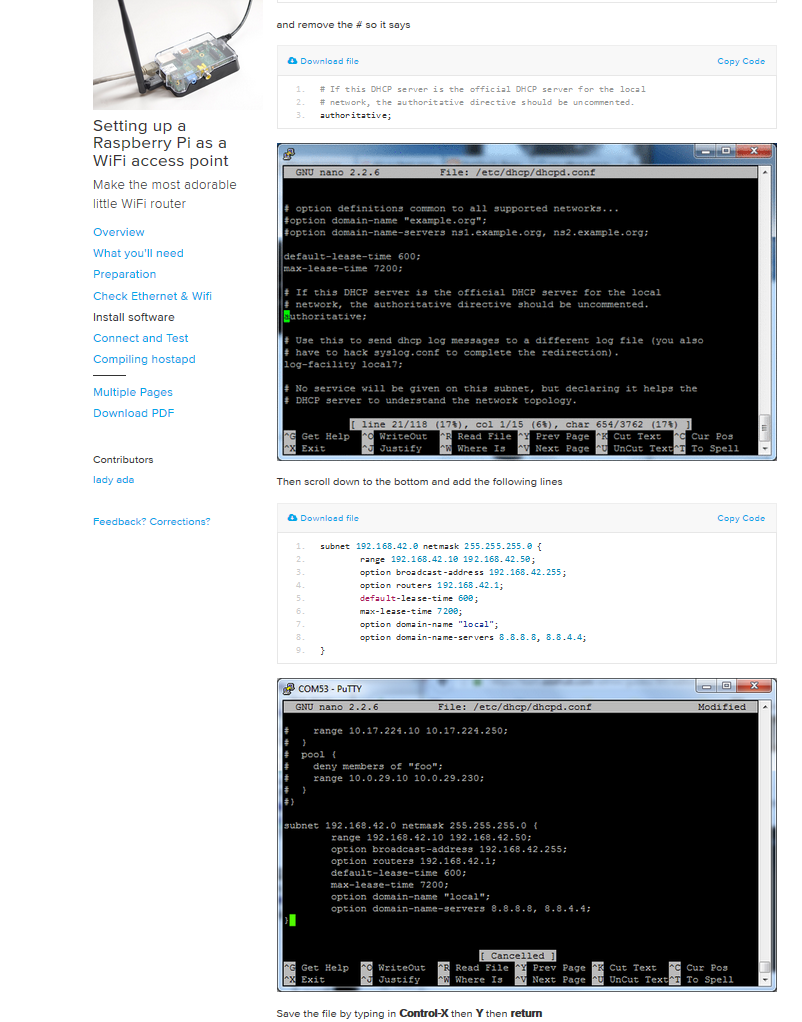 Setting up a
Raspberry Pi as a
WiFi access point
Make the most adorable
little WiFi router
Overview
What you'll need
Preparation
Check Ethernet & Wifi
Install software
Connect and Test
Compiling hostapd
Multiple Pages
Download PDF
Contributors
lady ada
Feedback? Corrections?
and remove the # so it says
Download file Copy Code
1. # If this DHCP server is the official DHCP server for the local
2. # network, the authoritative directive should be uncommented.
3. authoritative;
GNU nano 2.2.6 File: /etc/dhcp/dhcpd.conf
# option definitions common to all supported networks...
#option domain-name "example.org";
#option domain-name-servers ns1.example.org, ns2.example.org;
default-lease-time 600;
max-lease-time 7200;
# If this DHCP server is the official DHCP server for the local
# network, the authoritative directive should be uncommented.
authoritative;
# Use this to send dhcp log messages to a different log file (you also
# have to hack syslog.conf to complete the redirection).
log-facility local7;
# No service will be given on this subnet, but declaring it helps the
# DHCP server to understand the network topology.
[ line 21/118 (17%), col 1/15 (6%), char 654/3762 (17%) ]
^G Get Help ^O WriteOut ^R Read File ^Y Prev Page ^K Cut Text ^C Cur Pos
^X Exit ^J Justify ^W Where Is ^V Next Page ^U UnCut Text ^T To Spell
Then scroll down to the bottom and add the following lines
Download file Copy Code
1. subnet 192.168.42.0 netmask 255.255.255.0 {
2. range 192.168.42.10 192.168.42.50;
3. option broadcast-address 192.168.42.255;
4. option routers 192.168.42.1;
5. default-lease-time 600;
6. max-lease-time 7200;
7. option domain-name "local";
8. option domain-name-servers 8.8.8.8, 8.8.4.4;
9. }
COM53 - PuTTY
GNU nano 2.2.6 File: /etc/dhcp/dhcpd.conf Modified
# range 10.17.224.10 10.17.224.250;
# }
# pool {
# deny members of "foo";
# range 10.0.29.10 10.0.29.230;
# }
#}
subnet 192.168.42.0 netmask 255.255.255.0 {
range 192.168.42.10 192.168.42.50;
option broadcast-address 192.168.42.255;
option routers 192.168.42.1;
default-lease-time 600;
max-lease-time 7200;
option domain-name "local";
option domain-name-servers 8.8.8.8, 8.8.4.4;
}
[ Cancelled ]
^G Get Help ^O WriteOut ^R Read File ^Y Prev Page ^K Cut Text ^C Cur Pos
^X Exit ^J Justify ^W Where Is ^V Next Page ^U UnCut Text ^T To Spell
Save the file by typing in Control-X then Y then return